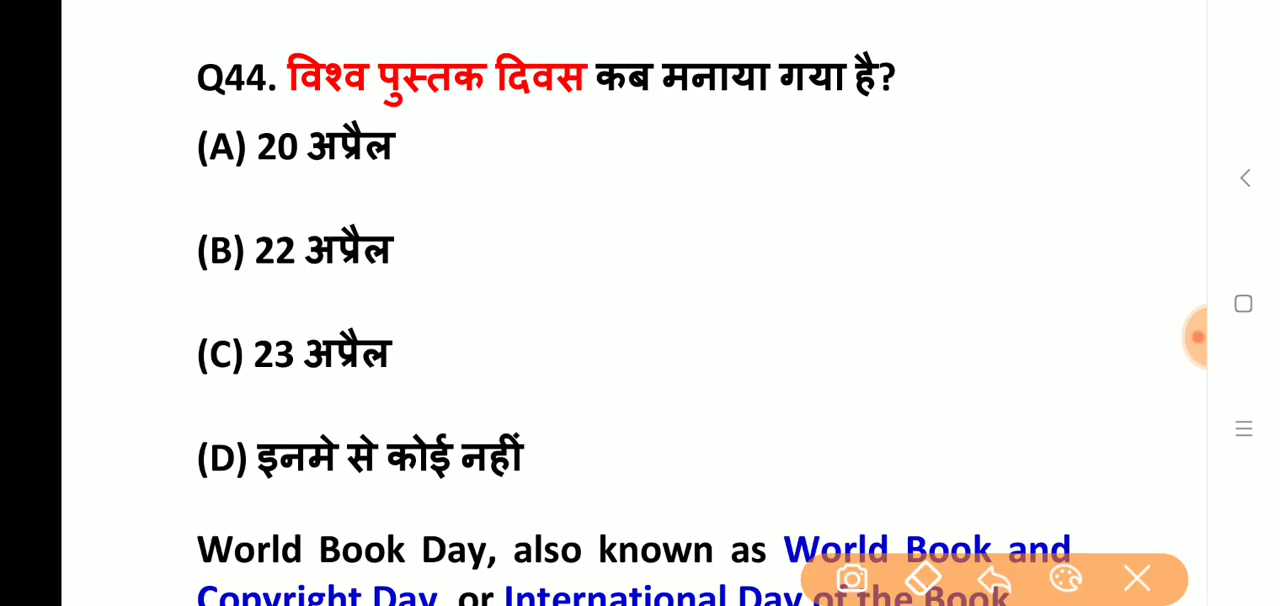 Q44. विश्व पुस्तक दिवस कब मनाया गया है?
(A) 20 अप्रैल
(B) 22 अप्रैल
(C) 23 अप्रैल
(D) इनमे से कोई नहीं
World Book Day, also known as World Book and
Copyright Day, or International Day of the Book